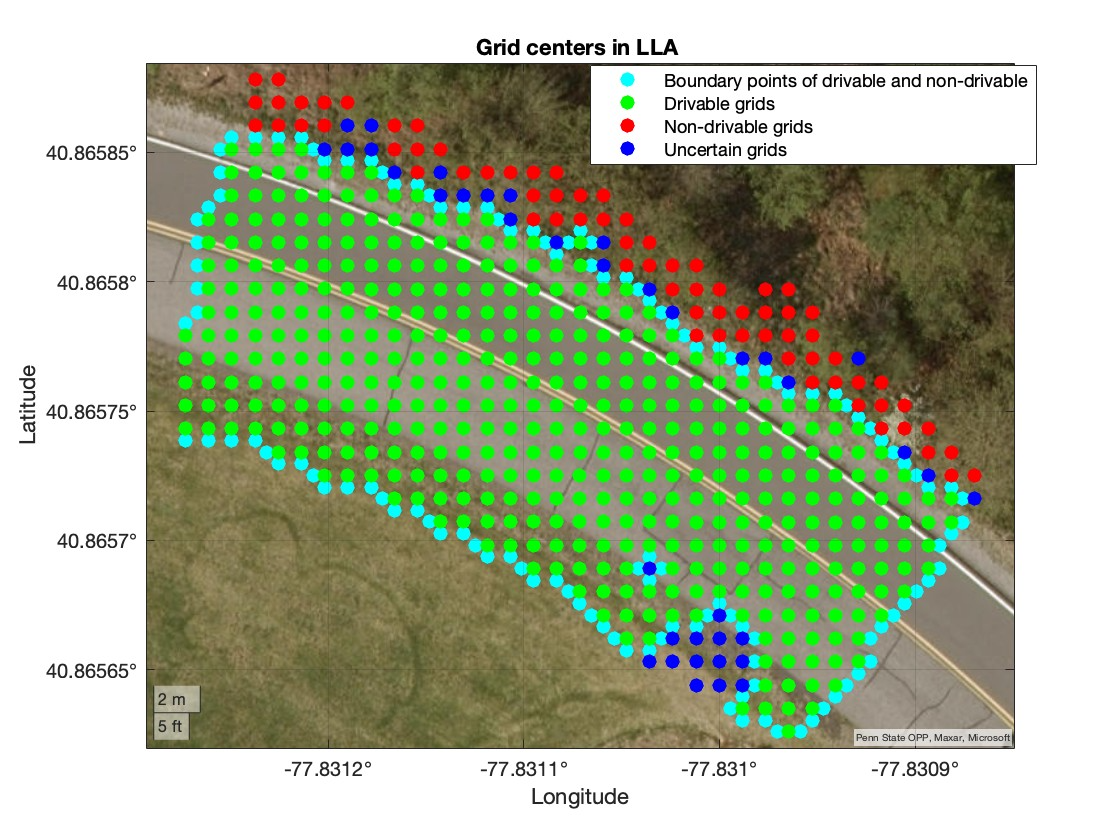 Grid centers in LLA
Boundary points of drivable and non-drivable
Drivable grids
Non-drivable grids
Uncertain grids
40.86585°
40.8658°
40.86575°
40.8657°
40.86565°
Latitude
2 m
5 ft
Penn State OPP, Maxar, Microsoft
-77.8312°
-77.8311°
-77.831°
-77.8309°
Longitude